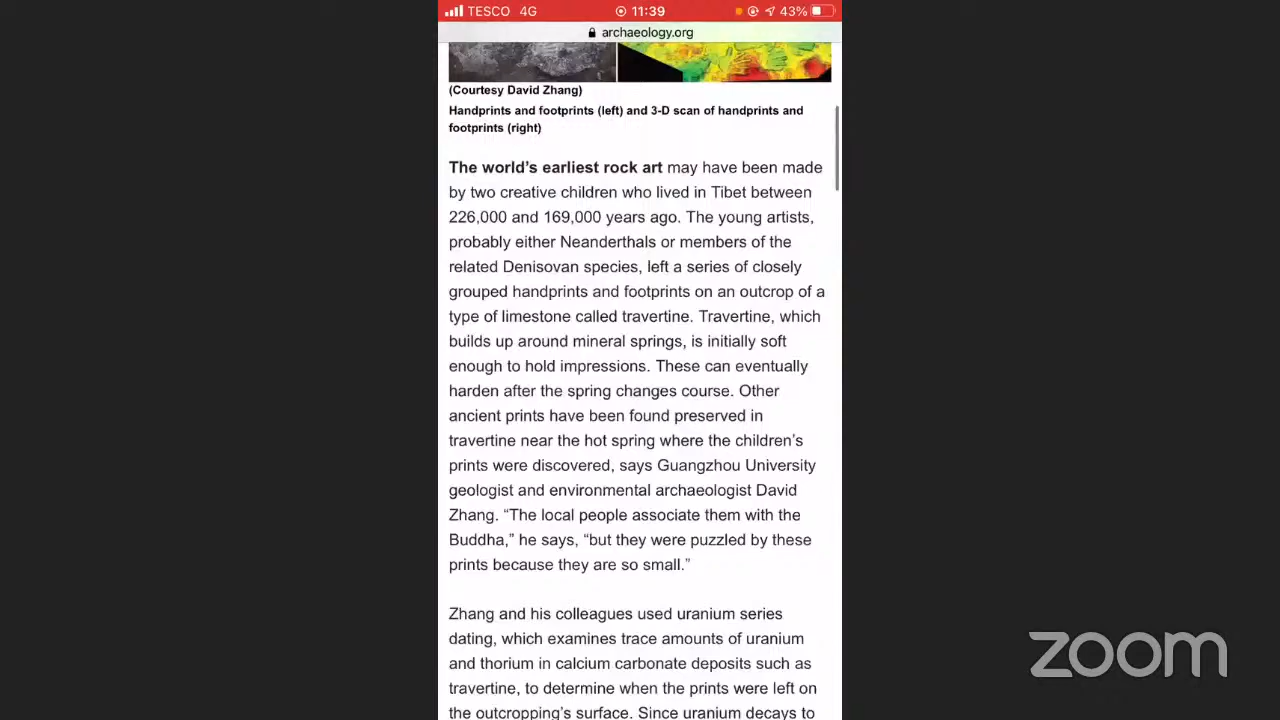 TESCO 4G 11:39 43%
archaeology.org
(Courtesy David Zhang)
Handprints and footprints (left) and 3-D scan of handprints and
footprints (right)
The world’s earliest rock art may have been made
by two creative children who lived in Tibet between
226,000 and 169,000 years ago. The young artists,
probably either Neanderthals or members of the
related Denisovan species, left a series of closely
grouped handprints and footprints on an outcrop of a
type of limestone called travertine. Travertine, which
builds up around mineral springs, is initially soft
enough to hold impressions. These can eventually
harden after the spring changes course. Other
ancient prints have been found preserved in
travertine near the hot spring where the children’s
prints were discovered, says Guangzhou University
geologist and environmental archaeologist David
Zhang. “The local people associate them with the
Buddha,” he says, “but they were puzzled by these
prints because they are so small.”
Zhang and his colleagues used uranium series
dating, which examines trace amounts of uranium
and thorium in calcium carbonate deposits such as
travertine, to determine when the prints were left on
the outcropping’s surface. Since uranium decays to
zoom